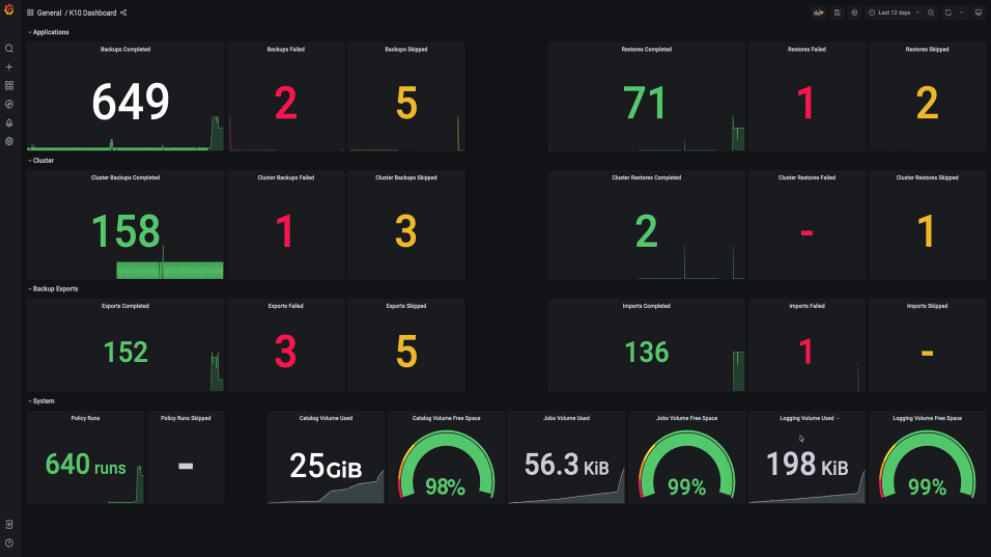 General / K10 Dashboard
Last 12 days
Applications
Backups Completed
649
Backups Failed
2
Backups Skipped
5
Restores Completed
71
Restores Failed
1
Restores Skipped
2
Cluster
Cluster Backups Completed
158
Cluster Backups Failed
1
Cluster Backups Skipped
3
Cluster Restores Completed
2
Cluster Restores Failed
-
Cluster Restores Skipped
1
Backup Exports
Exports Completed
152
Exports Failed
3
Exports Skipped
5
Imports Completed
136
Imports Failed
1
Imports Skipped
-
System
Policy Runs
640 runs
Policy Runs Skipped
-
Catalog Volume Used
25GiB
Catalog Volume Free Space
98%
Jobs Volume Used
56.3 KiB
Jobs Volume Free Space
99%
Logging Volume Used
198 KiB
Logging Volume Free Space
99%